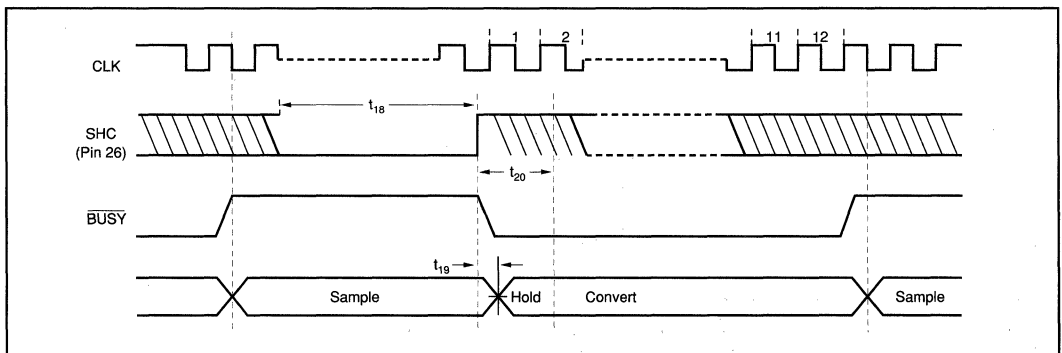 1 2 11 12
CLK
t18
SHC
(Pin 26)
t20
BUSY
t19
Sample Hold Convert Sample